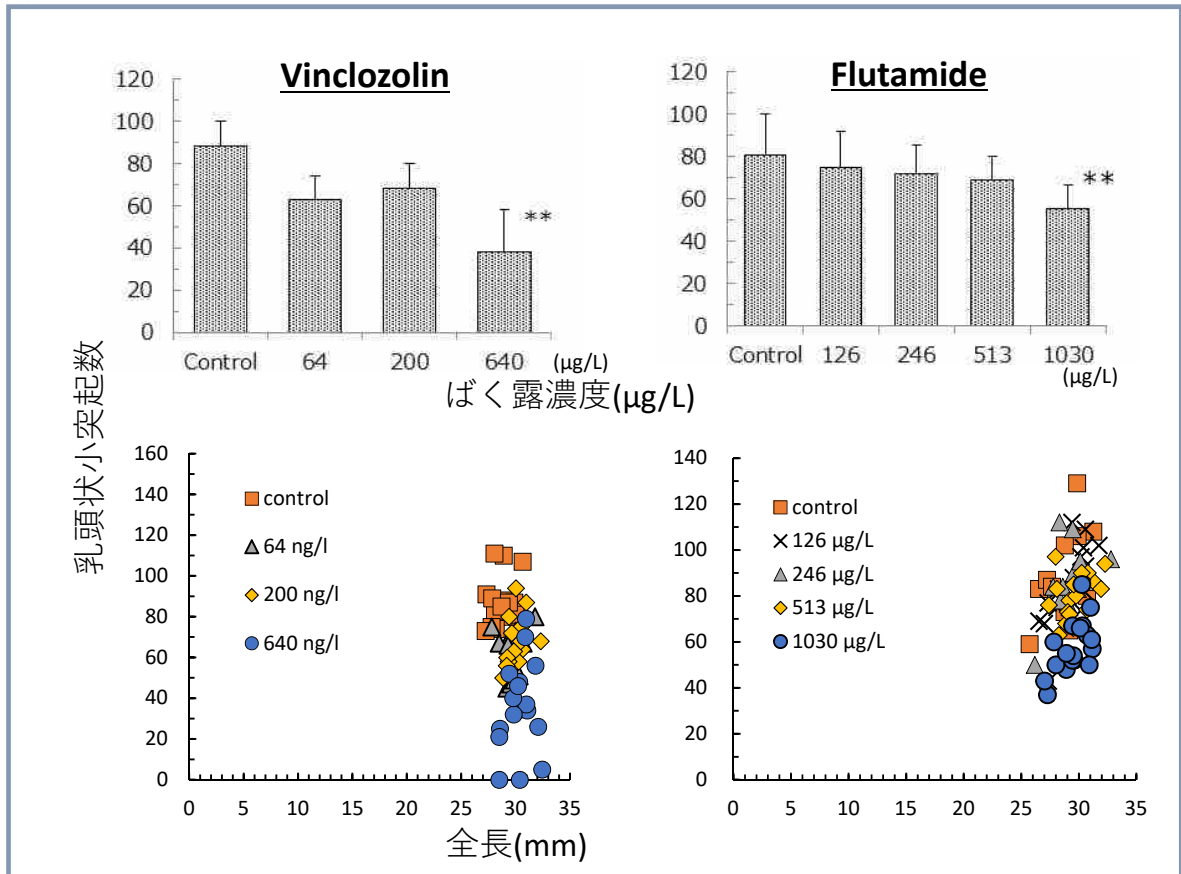 Vinclozolin
120
100
80
60
40
20
0
**
Control 64 200 640 (µg/L)
Flutamide
120
100
80
60
40
20
0
**
Control 126 246 513 1030
(µg/L)
ばく露濃度(µg/L)
乳頭状小突起数
160
140
120
100
80
60
40
20
0
control
64 ng/l
200 ng/l
640 ng/l
0 5 10 15 20 25 30 35
140
120
100
80
60
40
20
0
control
126 µg/L
246 µg/L
513 µg/L
1030 µg/L
0 5 10 15 20 25 30 35
全長(mm)